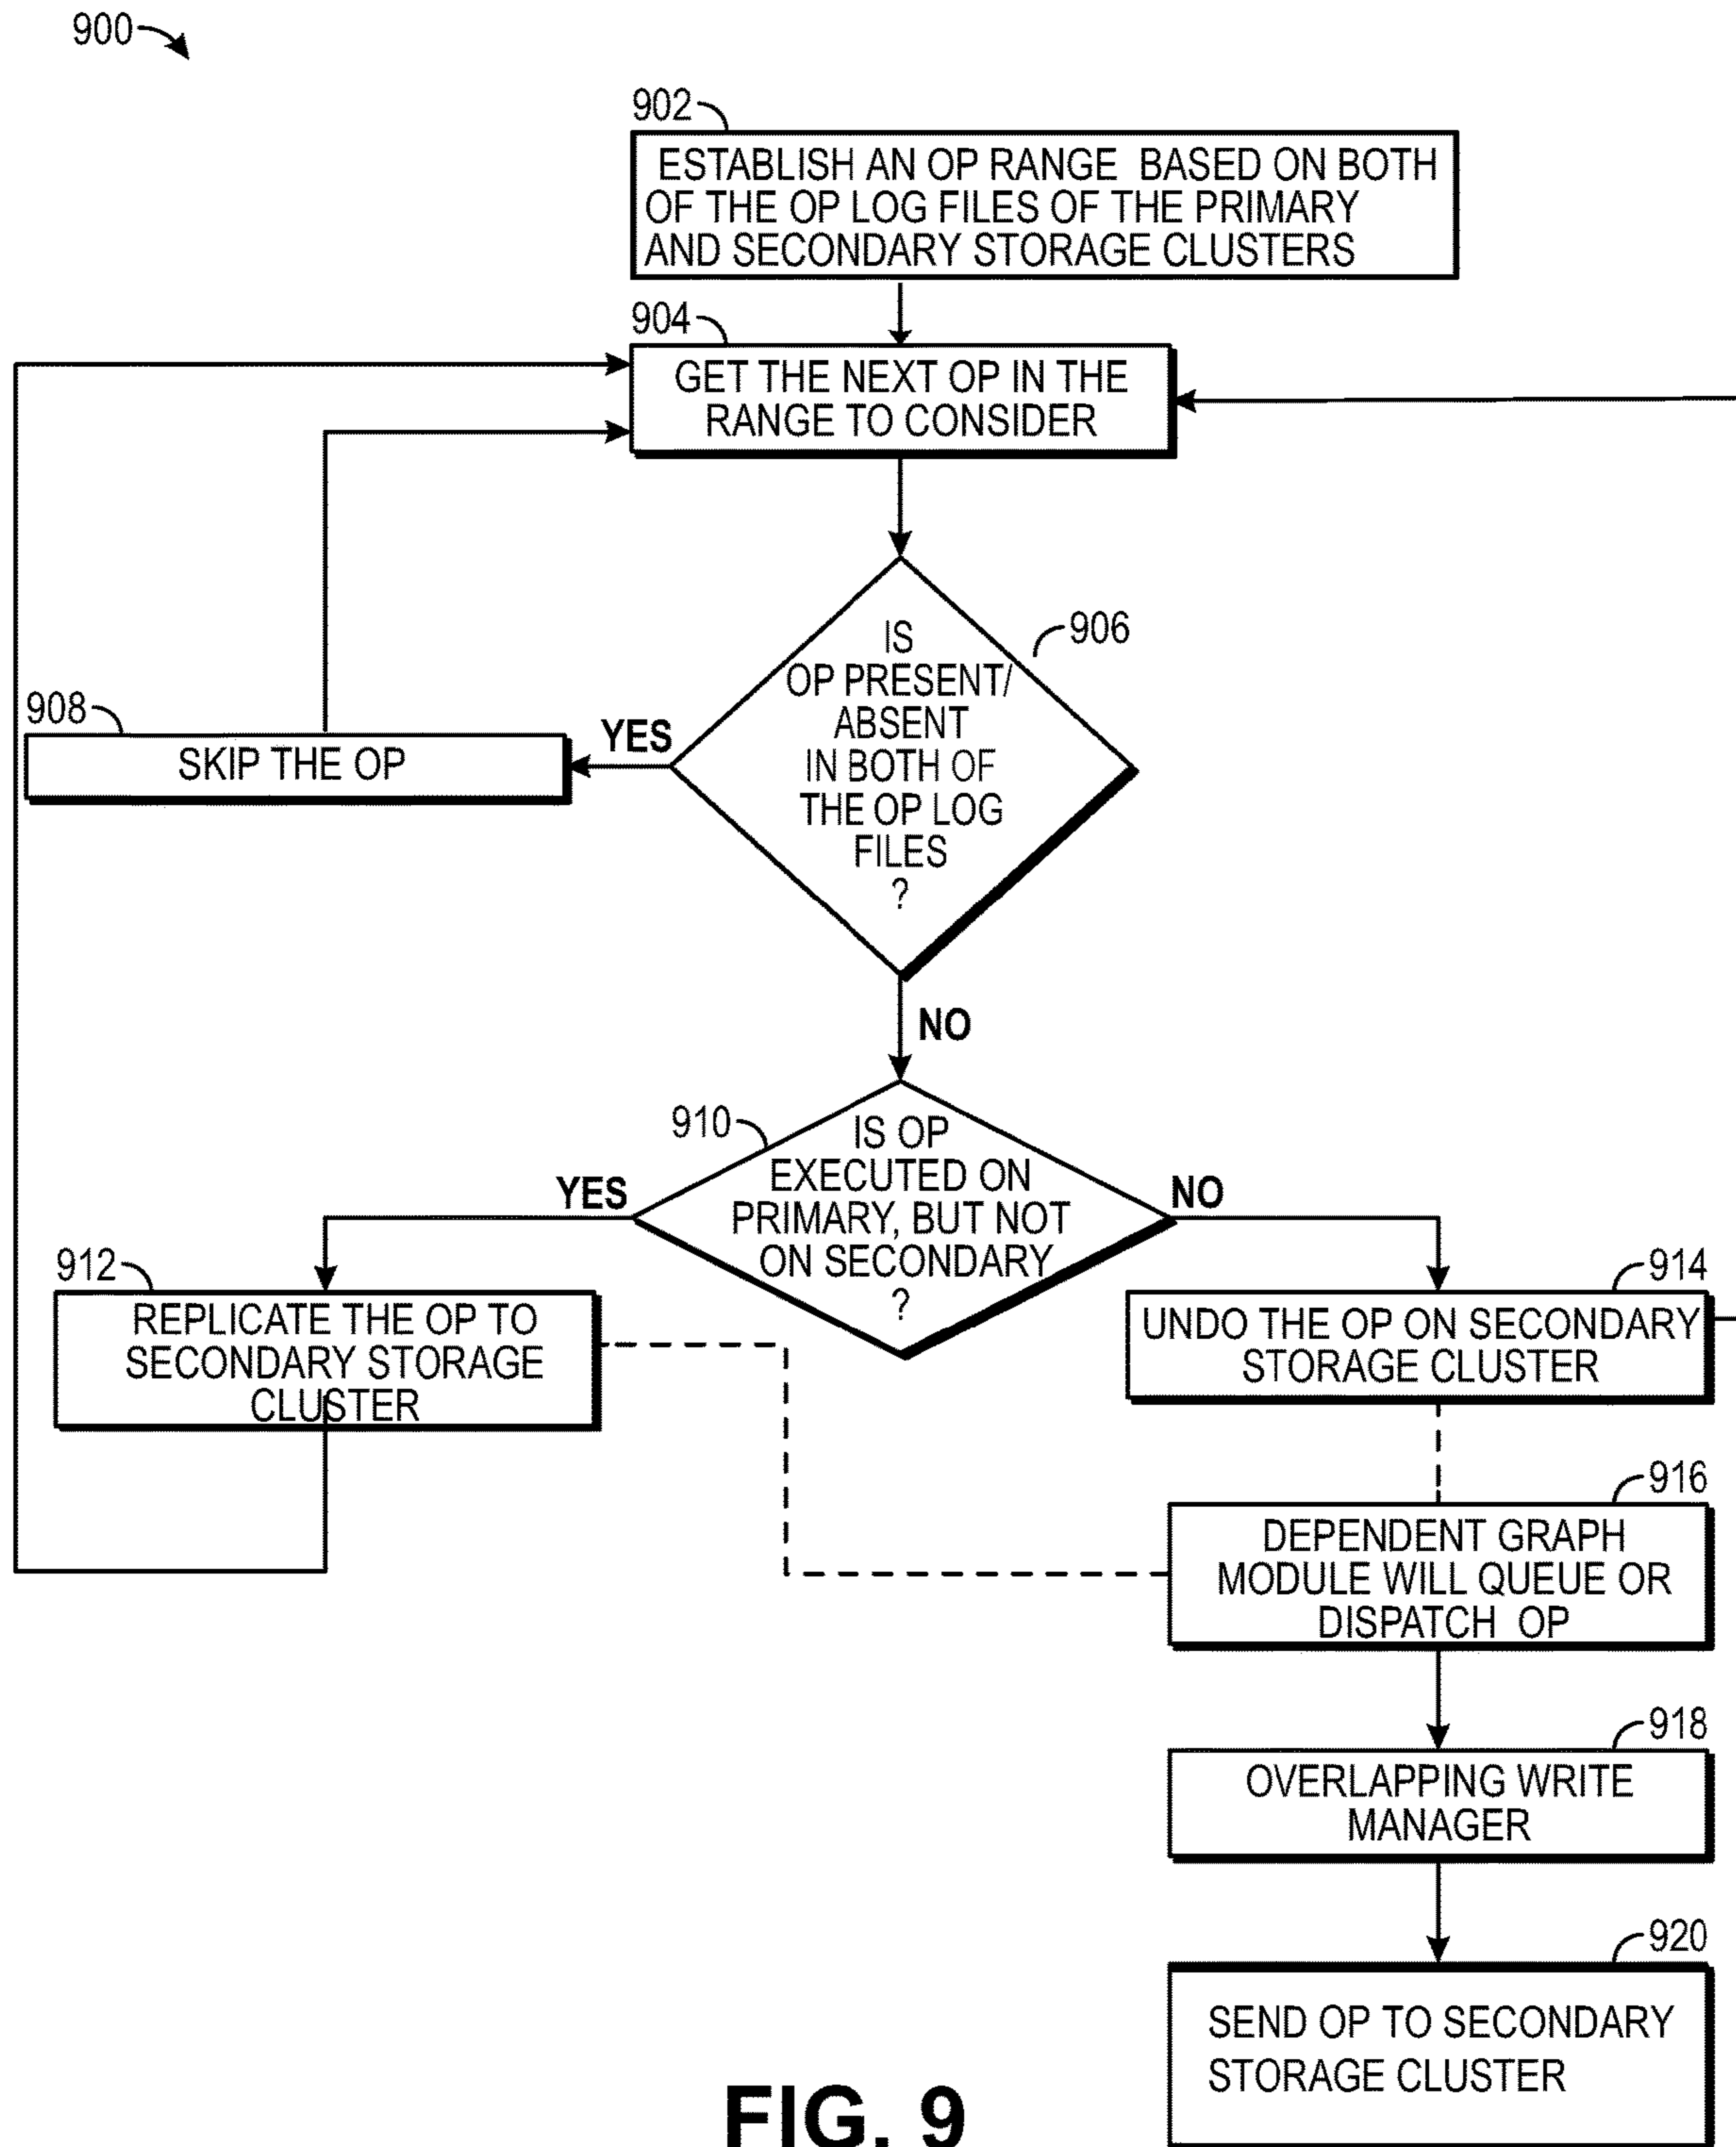 900
902
ESTABLISH AN OP RANGE BASED ON BOTH
OF THE OP LOG FILES OF THE PRIMARY
AND SECONDARY STORAGE CLUSTERS
904
GET THE NEXT OP IN THE
RANGE TO CONSIDER
906
IS
OP PRESENT/
ABSENT
IN BOTH OF
THE OP LOG
FILES
?
YES
908
SKIP THE OP
NO
910
IS OP
EXECUTED ON
PRIMARY, BUT NOT
ON SECONDARY
?
YES
NO
912
REPLICATE THE OP TO
SECONDARY STORAGE
CLUSTER
914
UNDO THE OP ON SECONDARY
STORAGE CLUSTER
916
DEPENDENT GRAPH
MODULE WILL QUEUE OR
DISPATCH OP
918
OVERLAPPING WRITE
MANAGER
920
SEND OP TO SECONDARY
STORAGE CLUSTER
FIG. 9